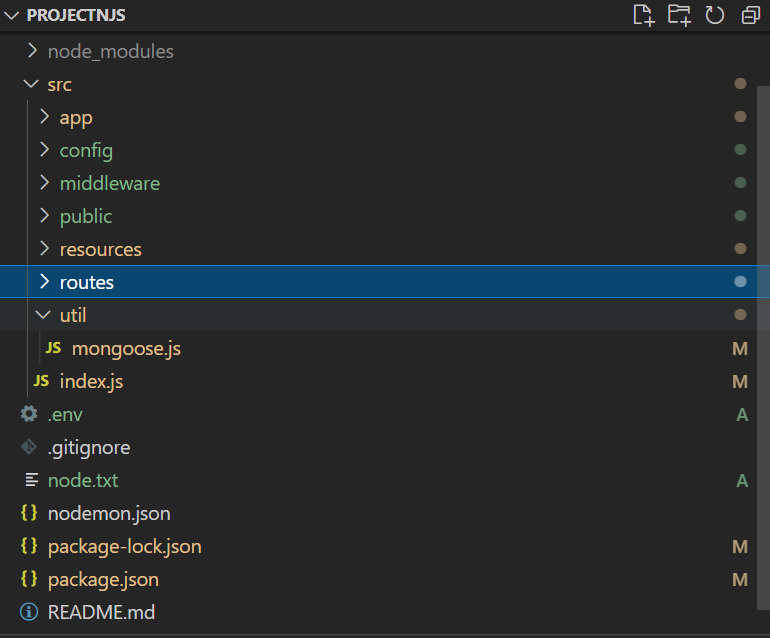 PROJECTNJS
node_modules
src
app
config
middleware
public
resources
routes
util
JS mongoose.js M
JS index.js M
.env A
.gitignore
node.txt A
nodemon.json
{} package-lock.json M
{} package.json M
README.md